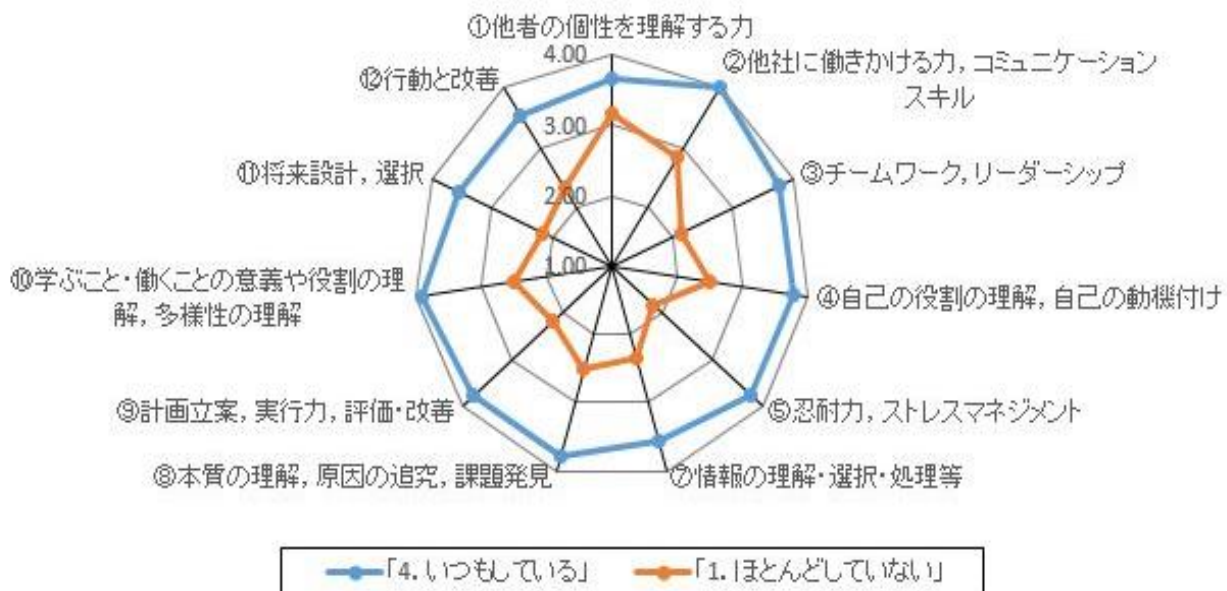 ①他者の個性を理解する力
4.00
②他社に働きかける力, コミュニケーション
スキル
⑫行動と改善
3.00
⑪将来設計, 選択
③チームワーク, リーダーシップ
2.00
1.00
⑩学ぶこと・働くことの意義や役割の理
解, 多様性の理解
④自己の役割の理解, 自己の動機付け
⑨計画立案, 実行力, 評価・改善
⑤忍耐力, ストレスマネジメント
⑧本質の理解, 原因の追究, 課題発見
⑦情報の理解・選択・処理等
「4. いつもしている」
「1. ほとんどしていない」